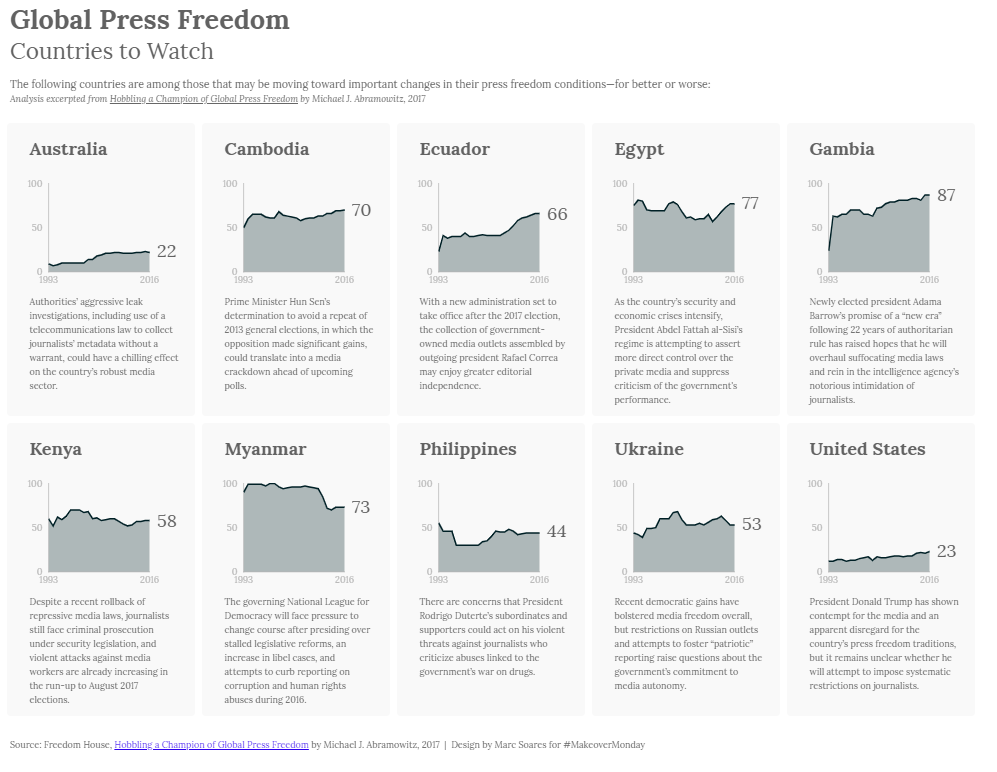 Global Press Freedom
Countries to Watch
The following countries are among those that may be moving toward important changes in their press freedom conditions—for better or worse:
Analysis excerpted from Hobbling a Champion of Global Press Freedom by Michael J. Abramowitz, 2017
Australia
100
50
0
1993
2016
22
Authorities' aggressive leak
investigations, including use of a
telecommunications law to collect
journalists' metadata without a
warrant, could have a chilling effect
on the country's robust media
sector.
Cambodia
100
50
0
1993
2016
70
Prime Minister Hun Sen's
determination to avoid a repeat of
2013 general elections, in which the
opposition made significant gains,
could translate into a media
crackdown ahead of upcoming
polls.
Ecuador
100
50
0
1993
2016
66
With a new administration set to
take office after the 2017 election,
the collection of government-
owned media outlets assembled by
outgoing president Rafael Correa
may enjoy greater editorial
independence.
Egypt
100
50
0
1993
2016
77
As the country's security and
economic crises intensify,
President Abdel Fattah al-Sisi's
regime is attempting to assert
more direct control over the
private media and suppress
criticism of the government's
performance.
Gambia
100
50
0
1993
2016
87
Newly elected president Adama
Barrow's promise of a “new era”
following 22 years of authoritarian
rule has raised hopes that he will
overhaul suffocating media laws
and rein in the intelligence agency's
notorious intimidation of
journalists.
Kenya
100
50
0
1993
2016
58
Despite a recent rollback of
repressive media laws, journalists
still face criminal prosecution
under security legislation, and
violent attacks against media
workers are already increasing in
the run-up to August 2017
elections.
Myanmar
100
50
0
1993
2016
73
The governing National League for
Democracy will face pressure to
change course after presiding over
stalled legislative reforms, an
increase in libel cases, and
attempts to curb reporting on
corruption and human rights
abuses during 2016.
Philippines
100
50
0
1993
2016
44
There are concerns that President
Rodrigo Duterte's subordinates and
supporters could act on his violent
threats against journalists who
criticize abuses linked to the
government's war on drugs.
Ukraine
100
50
0
1993
2016
53
Recent democratic gains have
bolstered media freedom overall,
but restrictions on Russian outlets
and attempts to foster “patriotic”
reporting raise questions about the
government's commitment to
media autonomy.
United States
100
50
0
1993
2016
23
President Donald Trump has shown
contempt for the media and an
apparent disregard for the
country's press freedom traditions,
but it remains unclear whether he
will attempt to impose systematic
restrictions on journalists.
Source: Freedom House, Hobbling a Champion of Global Press Freedom by Michael J. Abramowitz, 2017 | Design by Marc Soares for #MakeoverMonday